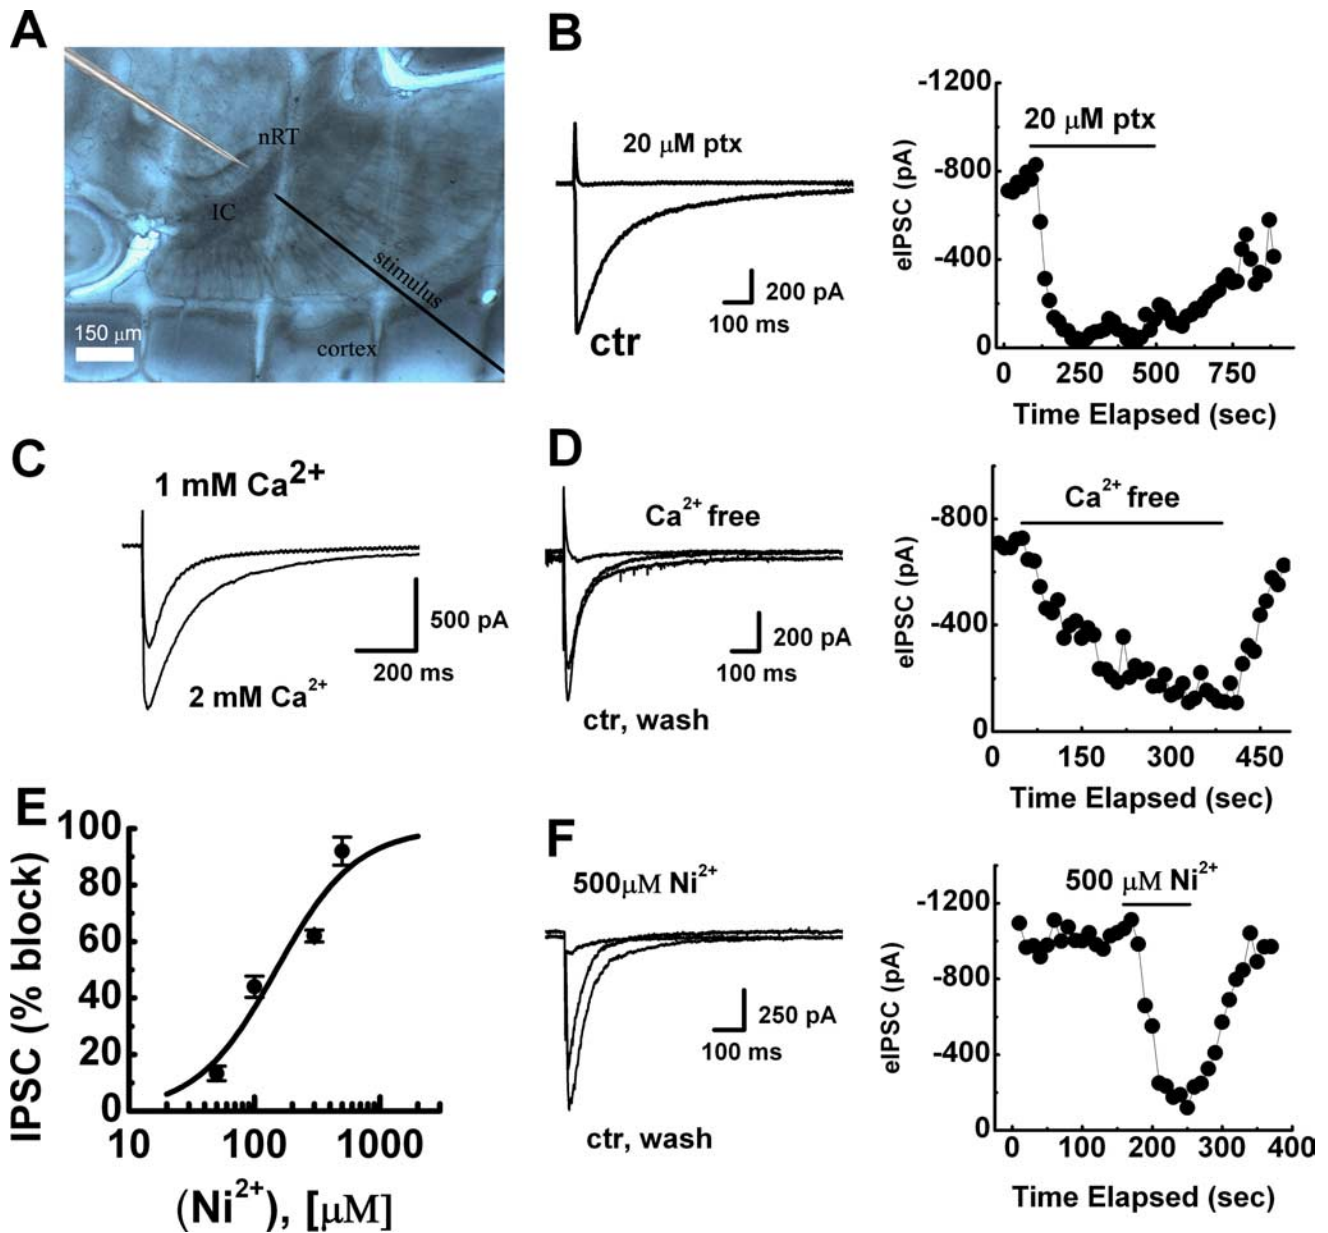 A
nRT
IC
stimulus
150 μm
cortex
B
20 μM ptx
ctr
200 pA
100 ms
eIPSC (pA)
-1200
-800
-400
0
20 μM ptx
0 250 500 750
Time Elapsed (sec)
C
1 mM Ca²⁺
2 mM Ca²⁺
500 pA
200 ms
D
Ca²⁺ free
ctr, wash
200 pA
100 ms
eIPSC (pA)
-800
-400
0
Ca²⁺ free
0 150 300 450
Time Elapsed (sec)
E
IPSC (% block)
100
80
60
40
20
0
10 100 1000
(Ni²⁺), [μM]
F
500μM Ni²⁺
ctr, wash
250 pA
100 ms
eIPSC (pA)
-1200
-800
-400
0
500 μM Ni²⁺
0 100 200 300 400
Time Elapsed (sec)